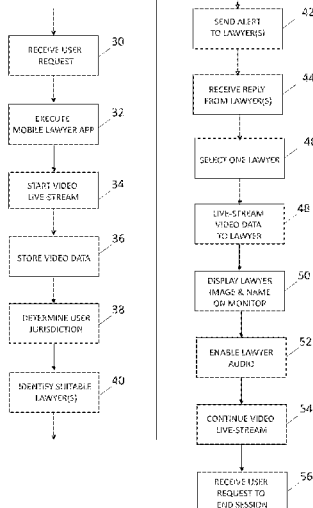 RECEIVE USER
REQUEST
30
EXECUTE
MOBILE LAWYER APP
32
START VIDEO
LIVE-STREAM
34
STORE VIDEO DATA
36
DETERMINE USER
JURISDICTION
38
IDENTIFY SUITABLE
LAWYER(S)
40
SEND ALERT
TO LAWYER(S)
42
RECEIVE REPLY
FROM LAWYER(S)
44
SELECT ONE LAWYER
LIVE-STREAM
VIDEO DATA
TO LAWYER
48
DISPLAY LAWYER
IMAGE & NAME
ON MONITOR
50
ENABLE LAWYER
AUDIO
52
CONTINUE VIDEO
LIVE-STREAM
54
RECEIVE USER
REQUEST TO
END SESSION
56